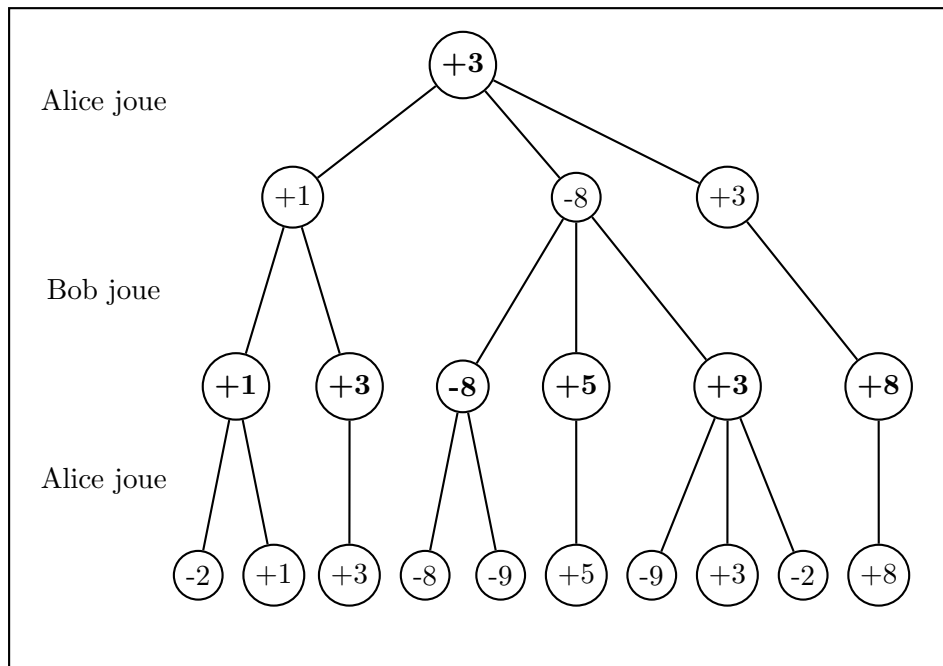 +3
Alice joue
+1 -8 +3
Bob joue
+1 +3 -8 +5 +3 +8
Alice joue
-2 +1 +3 -8 -9 +5 -9 +3 -2 +8